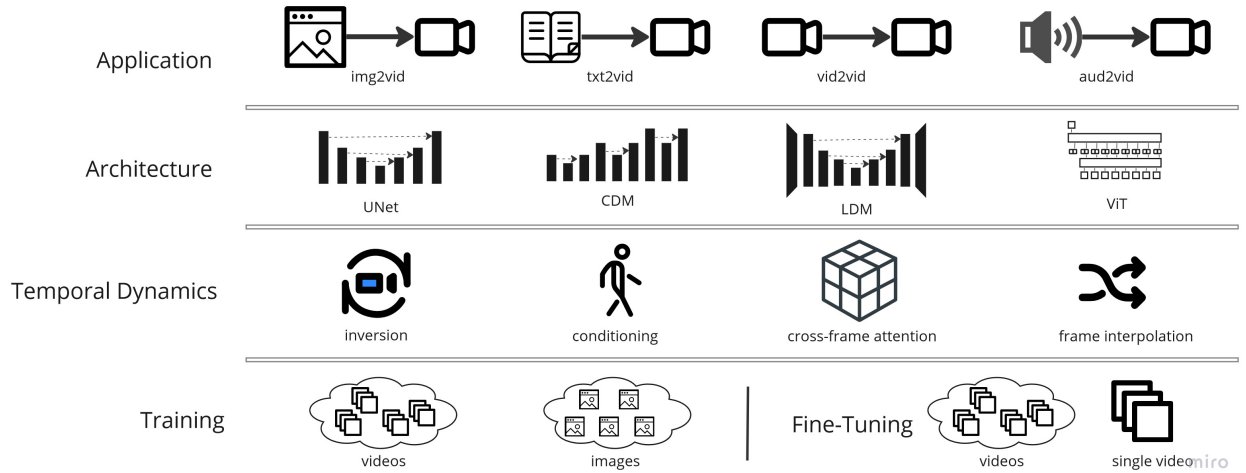 Application
img2vid
txt2vid
vid2vid
aud2vid
Architecture
UNet
CDM
LDM
ViT
Temporal Dynamics
inversion
conditioning
cross-frame attention
frame interpolation
Training
videos
images
Fine-Tuning
videos
single video
miro